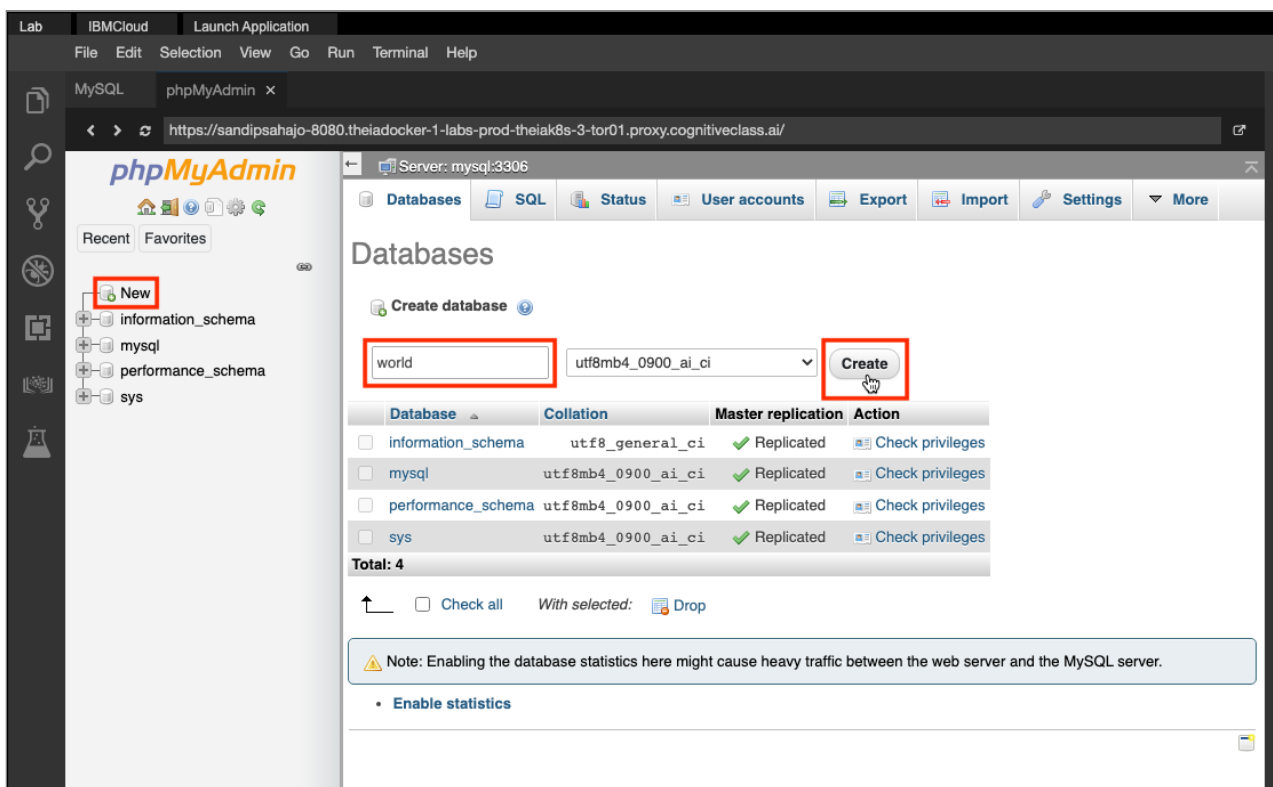 Lab IBMCloud Launch Application
File Edit Selection View Go Run Terminal Help
MySQL phpMyAdmin ×
https://sandipsahajo-8080.theiadocker-1-labs-prod-theiak8s-3-tor01.proxy.cognitiveclass.ai/
phpMyAdmin
Recent Favorites
New
information_schema
mysql
performance_schema
sys
Server: mysql:3306
Databases SQL Status User accounts Export Import Settings More
Databases
Create database
world utf8mb4_0900_ai_ci Create
Database Collation Master replication Action
information_schema utf8_general_ci Replicated Check privileges
mysql utf8mb4_0900_ai_ci Replicated Check privileges
performance_schema utf8mb4_0900_ai_ci Replicated Check privileges
sys utf8mb4_0900_ai_ci Replicated Check privileges
Total: 4
Check all With selected: Drop
Note: Enabling the database statistics here might cause heavy traffic between the web server and the MySQL server.
• Enable statistics